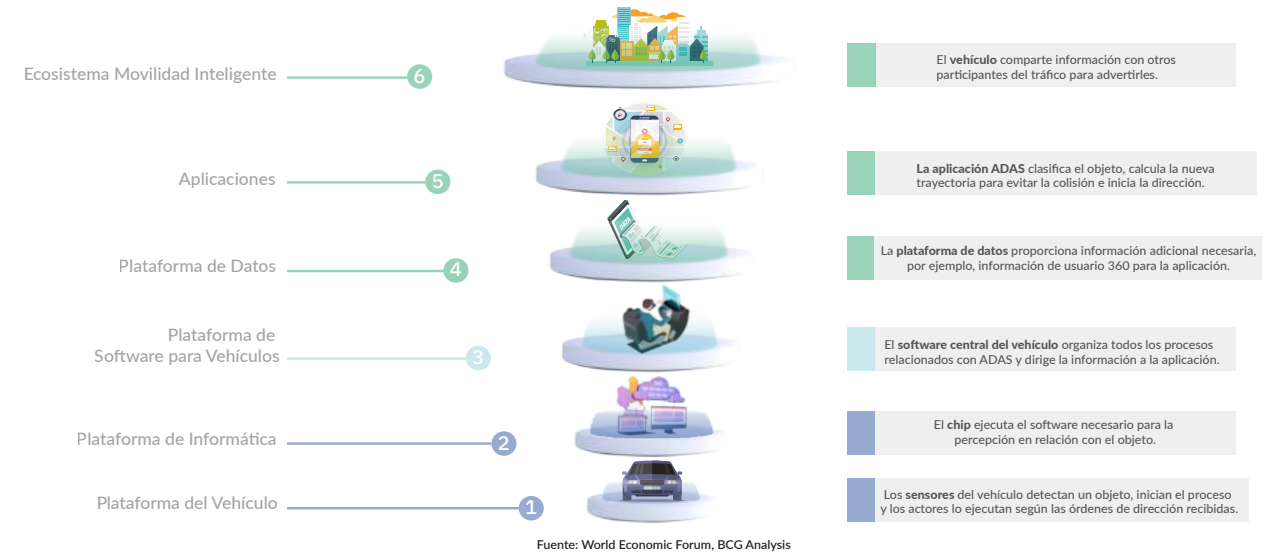 Ecosistema Movilidad Inteligente
6
El vehículo comparte información con otros
participantes del tráfico para advertirles.
Aplicaciones
5
La aplicación ADAS clasifica el objeto, calcula la nueva
trayectoria para evitar la colisión e inicia la dirección.
Plataforma de Datos
4
DATA
La plataforma de datos proporciona información adicional necesaria,
por ejemplo, información de usuario 360 para la aplicación.
Plataforma de
Software para Vehículos
3
El software central del vehículo organiza todos los procesos
relacionados con ADAS y dirige la información a la aplicación.
Plataforma de Informática
2
El chip ejecuta el software necesario para la
percepción en relación con el objeto.
Plataforma del Vehículo
1
Los sensores del vehículo detectan un objeto, inician el proceso
y los actores lo ejecutan según las órdenes de dirección recibidas.
Fuente: World Economic Forum, BCG Analysis